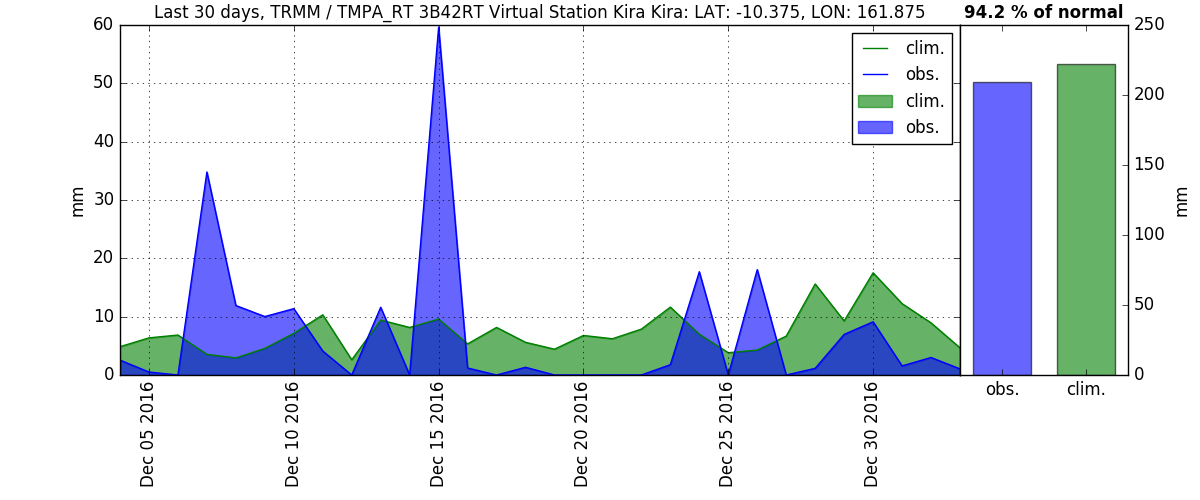 Last 30 days, TRMM / TMPA_RT 3B42RT Virtual Station Kira Kira: LAT: -10.375, LON: 161.875
94.2 % of normal
60
50
40
30
20
10
0
mm
clim.
obs.
clim.
obs.
250
200
150
100
50
0
mm
obs.
clim.
Dec 05 2016
Dec 10 2016
Dec 15 2016
Dec 20 2016
Dec 25 2016
Dec 30 2016